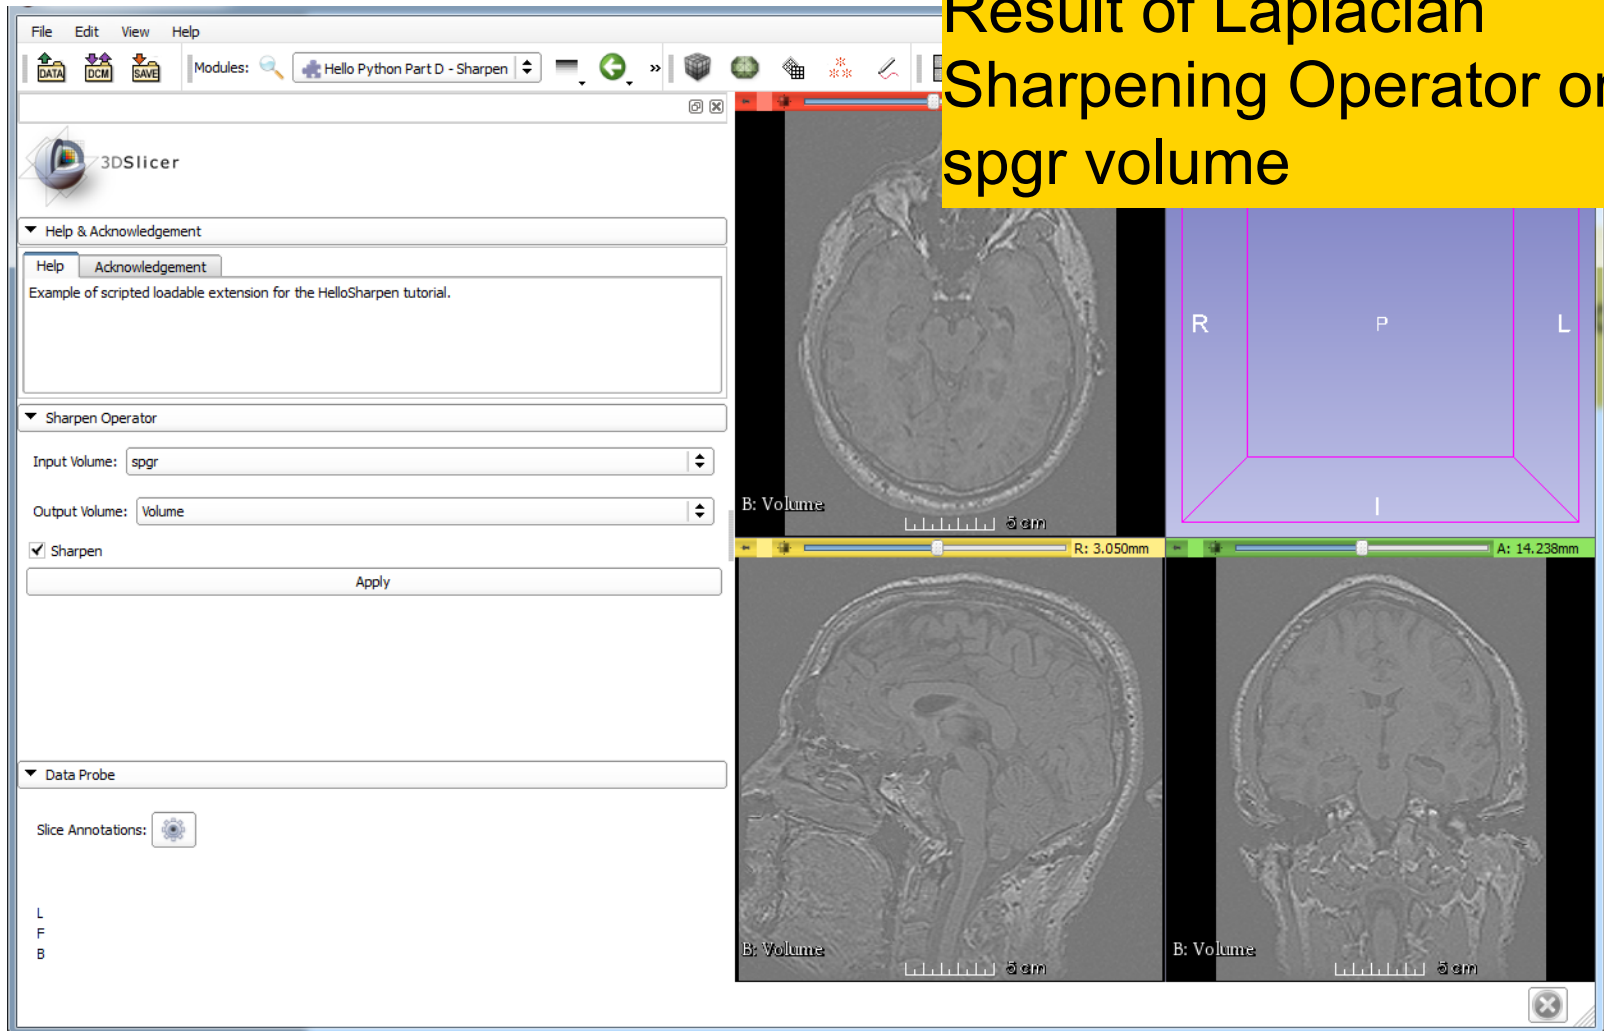 Result of Laplacian
Sharpening Operator on
spgr volume
File Edit View Help
DATA DCM SAVE Modules: Hello Python Part D - Sharpen »
3DSlicer
Help & Acknowledgement
Help Acknowledgement
Example of scripted loadable extension for the HelloSharpen tutorial.
Sharpen Operator
Input Volume: spgr
Output Volume: Volume
Sharpen
Apply
Data Probe
Slice Annotations:
L
F
B
B: Volume
5 cm
R P L
I
R: 3.050mm
B: Volume
5 cm
A: 14.238mm
B: Volume
5 cm